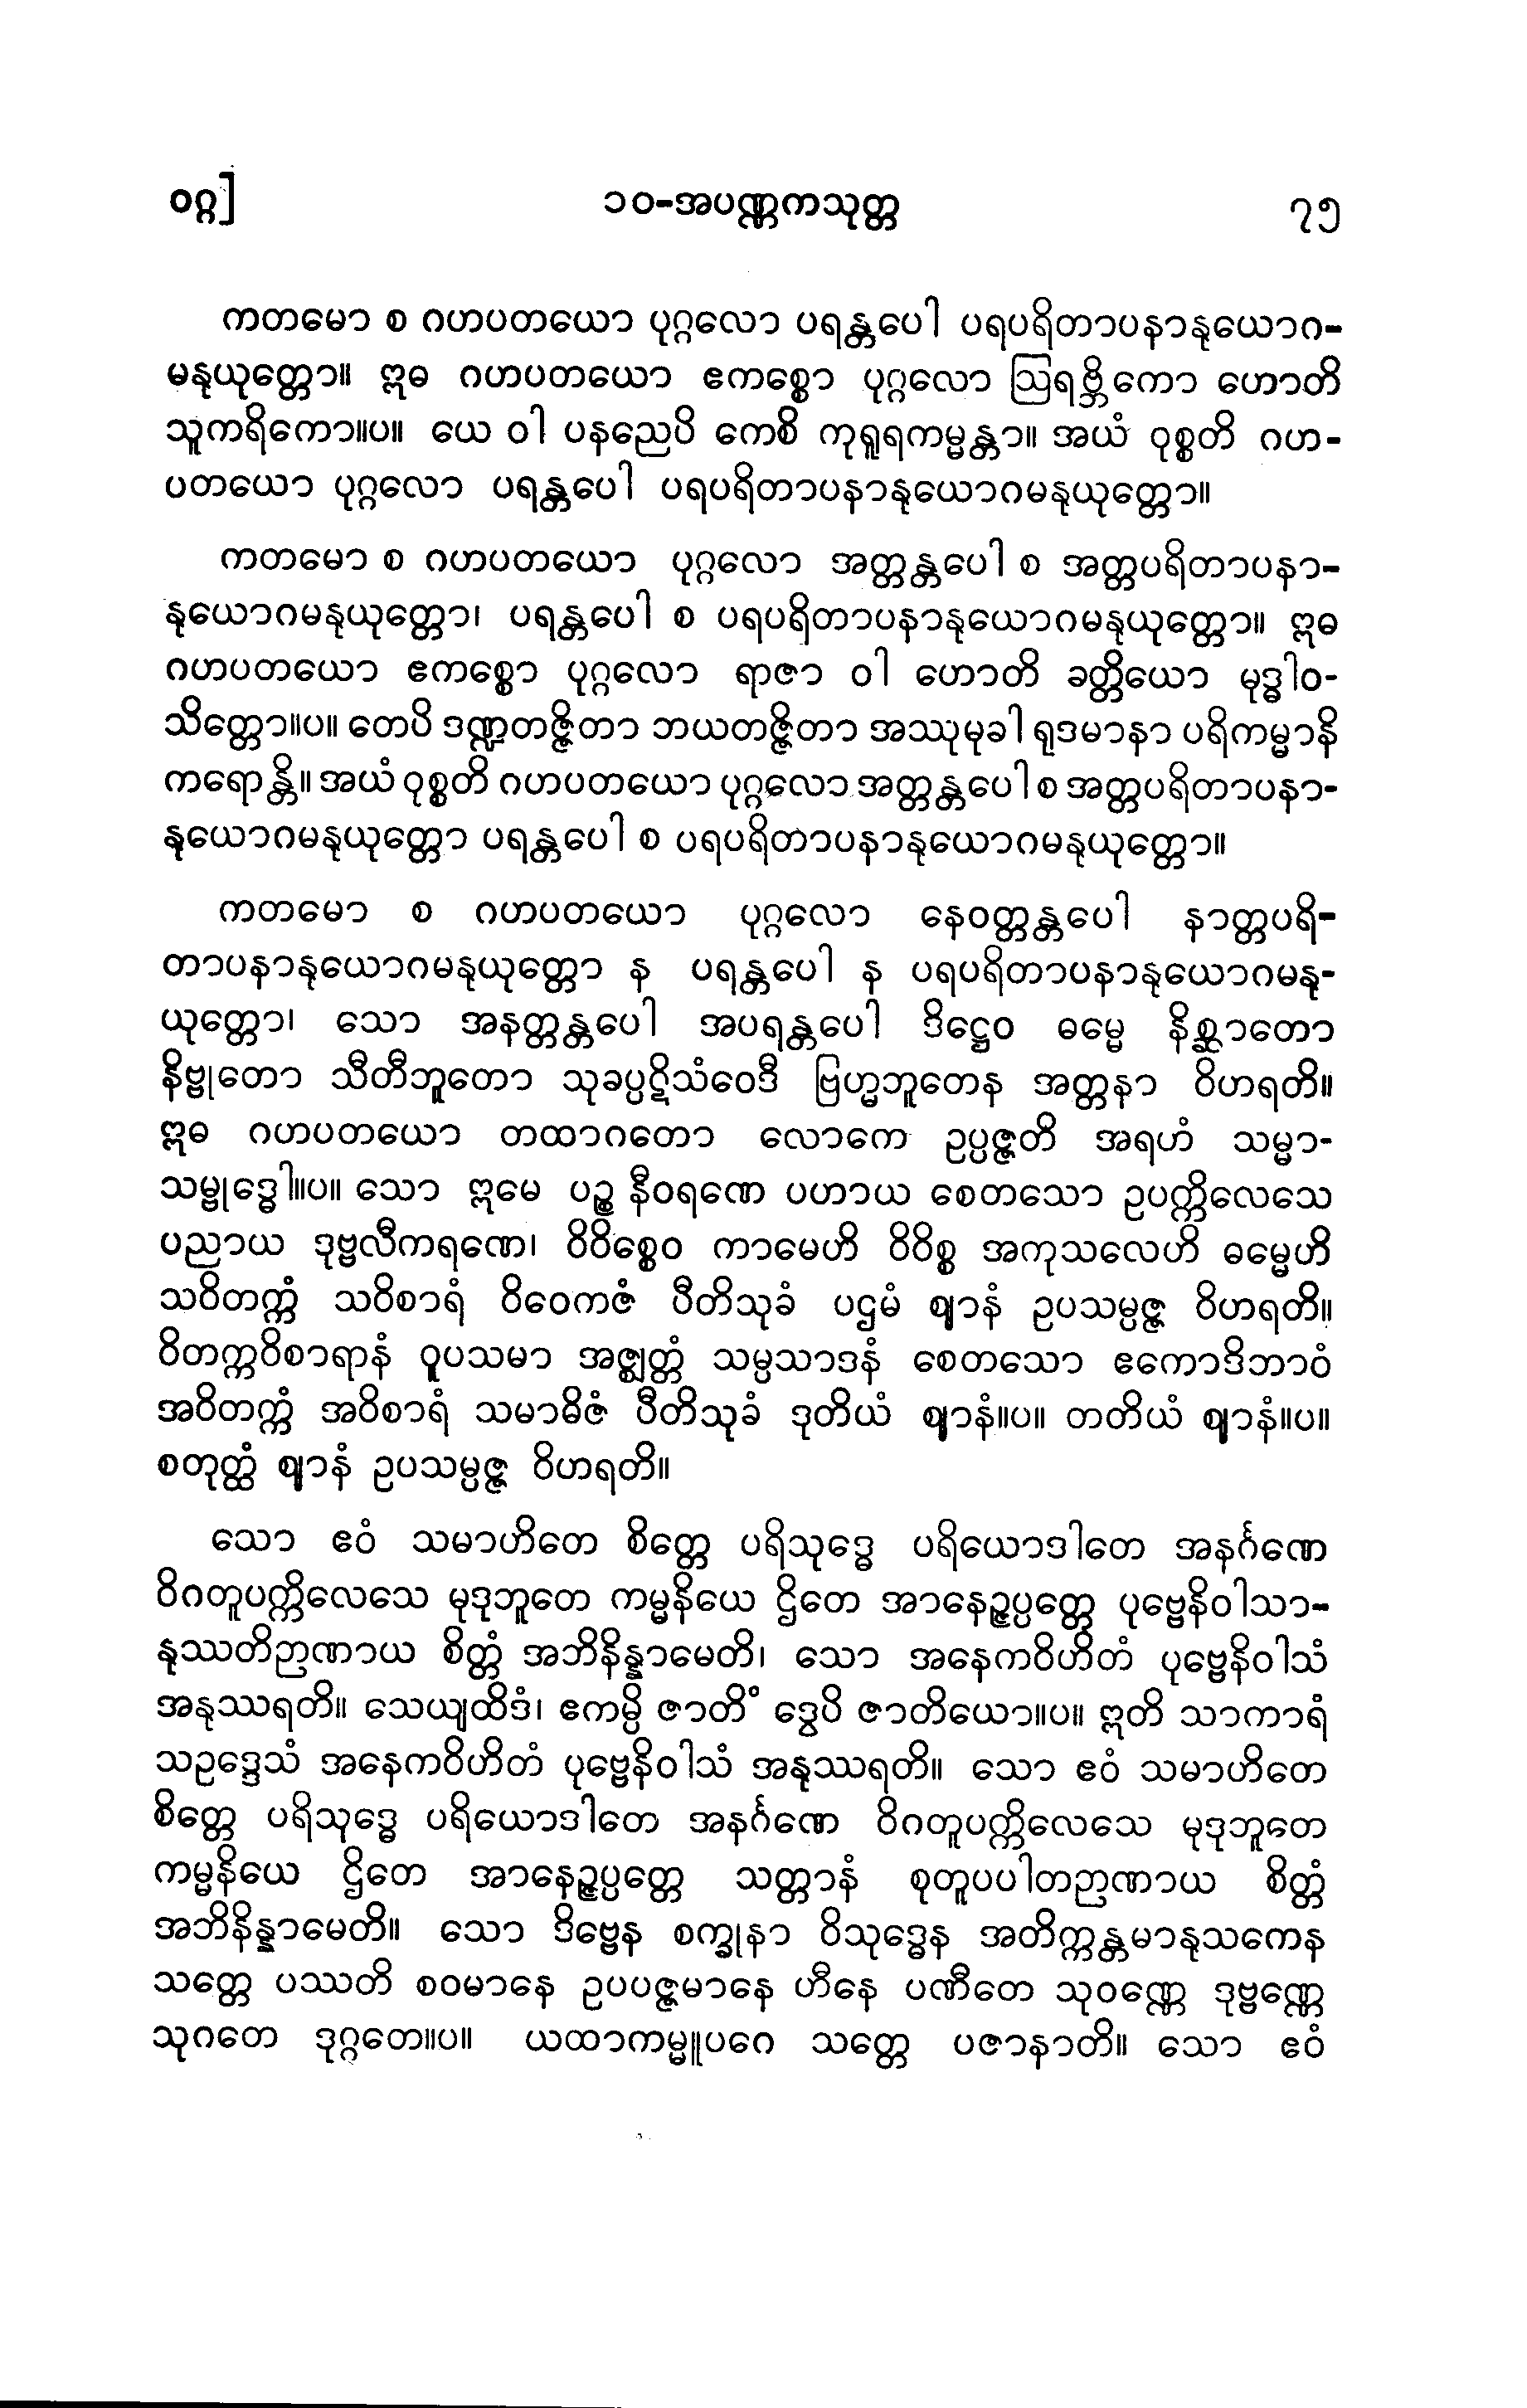 ဝဂ္ဂ] ၁၀-အပဏ္ဏကသုတ္တ ၇၅
ကတမော စ ဂဟပတယော ပုဂ္ဂလော ပရန္တပေါ ပရပရိတာပနာနုယောဂ-
မနုယုတ္တော။ ဣဓ ဂဟပတယော ဧကစ္စော ပုဂ္ဂလော ဩရဗ္ဘိကော ဟောတိ
သူကရိကော။ပ။ ယေ ဝါ ပနညေပိ ကေစိ ကုရူရကမ္မန္တာ။ အယံ ဝုစ္စတိ ဂဟ-
ပတယော ပုဂ္ဂလော ပရန္တပေါ ပရပရိတာပနာနုယောဂမနုယုတ္တော။
ကတမော စ ဂဟပတယော ပုဂ္ဂလော အတ္တန္တပေါ စ အတ္တပရိတာပနာ-
နုယောဂမနုယုတ္တော၊ ပရန္တပေါ စ ပရပရိတာပနာနုယောဂမနုယုတ္တော။ ဣဓ
ဂဟပတယော ဧကစ္စော ပုဂ္ဂလော ရာဇာ ဝါ ဟောတိ ခတ္တိယော မုဒ္ဓါဝ-
သိတ္တော။ပ။ တေပိ ဒဏ္ဍတဇ္ဇိတာ ဘယတဇ္ဇိတာ အဿုမုခါ ရုဒမာနာ ပရိကမ္မာနိ
ကရောန္တိ။ အယံ ဝုစ္စတိ ဂဟပတယော ပုဂ္ဂလော အတ္တန္တပေါ စ အတ္တပရိတာပနာ-
နုယောဂမနုယုတ္တော ပရန္တပေါ စ ပရပရိတာပနာနုယောဂမနုယုတ္တော။
ကတမော စ ဂဟပတယော ပုဂ္ဂလော နေဝတ္တန္တပေါ နာတ္တပရိ-
တာပနာနုယောဂမနုယုတ္တော န ပရန္တပေါ န ပရပရိတာပနာနုယောဂမနု-
ယုတ္တော၊ သော အနတ္တန္တပေါ အပရန္တပေါ ဒိဋ္ဌေဝ ဓမ္မေ နိစ္ဆာတော
နိဗ္ဗုတော သီတီဘူတော သုခပ္ပဋိသံဝေဒီ ဗြဟ္မဘူတေန အတ္တနာ ဝိဟရတိ။
ဣဓ ဂဟပတယော တထာဂတော လောကေ ဥပ္ပဇ္ဇတိ အရဟံ သမ္မာ-
သမ္ဗုဒ္ဓေါ။ပ။ သော ဣမေ ပဉ္စ နီဝရဏေ ပဟာယ စေတသော ဥပက္ကိလေသေ
ပညာယ ဒုဗ္ဗလီကရဏေ၊ ဝိဝိစ္စေဝ ကာမေဟိ ဝိဝိစ္စ အကုသလေဟိ ဓမ္မေဟိ
သဝိတက္ကံ သဝိစာရံ ဝိဝေကဇံ ပီတိသုခံ ပဌမံ ဈာနံ ဥပသမ္ပဇ္ဇ ဝိဟရတိ။
ဝိတက္ကဝိစာရာနံ ဝူပသမာ အဇ္ဈတ္တံ သမ္ပသာဒနံ စေတသော ဧကောဒိဘာဝံ
အဝိတက္ကံ အဝိစာရံ သမာဓိဇံ ပီတိသုခံ ဒုတိယံ ဈာနံ။ပ။ တတိယံ ဈာနံ။ပ။
စတုတ္ထံ ဈာနံ ဥပသမ္ပဇ္ဇ ဝိဟရတိ။
သော ဧဝံ သမာဟိတေ စိတ္တေ ပရိသုဒ္ဓေ ပရိယောဒါတေ အနင်္ဂဏေ
ဝိဂတူပက္ကိလေသေ မုဒုဘူတေ ကမ္မနိယေ ဌိတေ အာနေဉ္ဇပ္ပတ္တေ ပုဗ္ဗေနိဝါသာ-
နုဿတိဉာဏာယ စိတ္တံ အဘိနိန္နာမေတိ၊ သော အနေကဝိဟိတံ ပုဗ္ဗေနိဝါသံ
အနုဿရတိ။ သေယျထိဒံ၊ ဧကမ္ပိ ဇာတိံ ဒွေပိ ဇာတိယော။ပ။ ဣတိ သာကာရံ
သဥဒ္ဒေသံ အနေကဝိဟိတံ ပုဗ္ဗေနိဝါသံ အနုဿရတိ။ သော ဧဝံ သမာဟိတေ
စိတ္တေ ပရိသုဒ္ဓေ ပရိယောဒါတေ အနင်္ဂဏေ ဝိဂတူပက္ကိလေသေ မုဒုဘူတေ
ကမ္မနိယေ ဌိတေ အာနေဉ္ဇပ္ပတ္တေ သတ္တာနံ စုတူပပါတဉာဏာယ စိတ္တံ
အဘိနိန္နာမေတိ။ သော ဒိဗ္ဗေန စက္ခုနာ ဝိသုဒ္ဓေန အတိက္ကန္တမာနုသကေန
သတ္တေ ပဿတိ စဝမာနေ ဥပပဇ္ဇမာနေ ဟီနေ ပဏီတေ သုဝဏ္ဏေ ဒုဗ္ဗဏ္ဏေ
သုဂတေ ဒုဂ္ဂတေ။ပ။ ယထာကမ္မူပဂေ သတ္တေ ပဇာနာတိ။ သော ဧဝံ